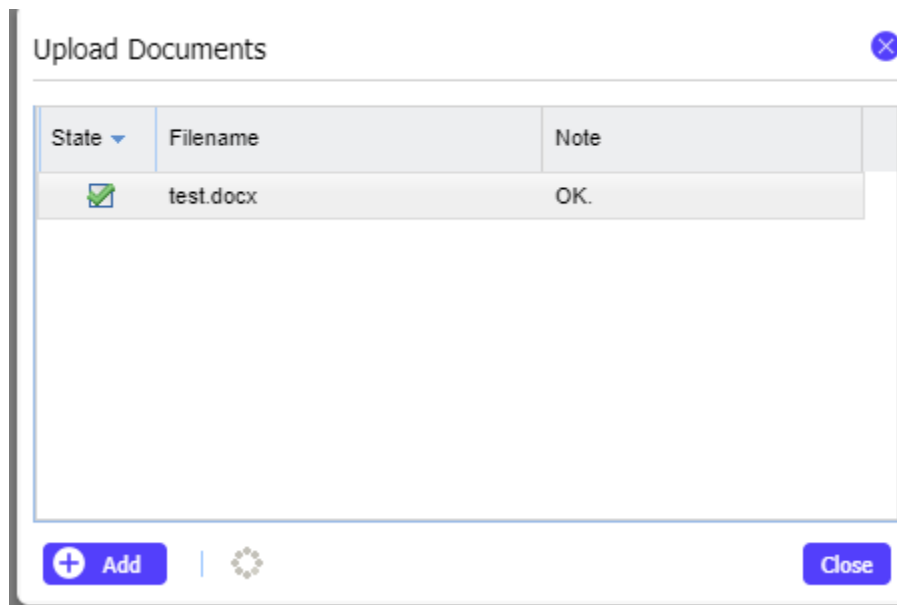 Upload Documents
State Filename Note
test.docx OK.
Add Close